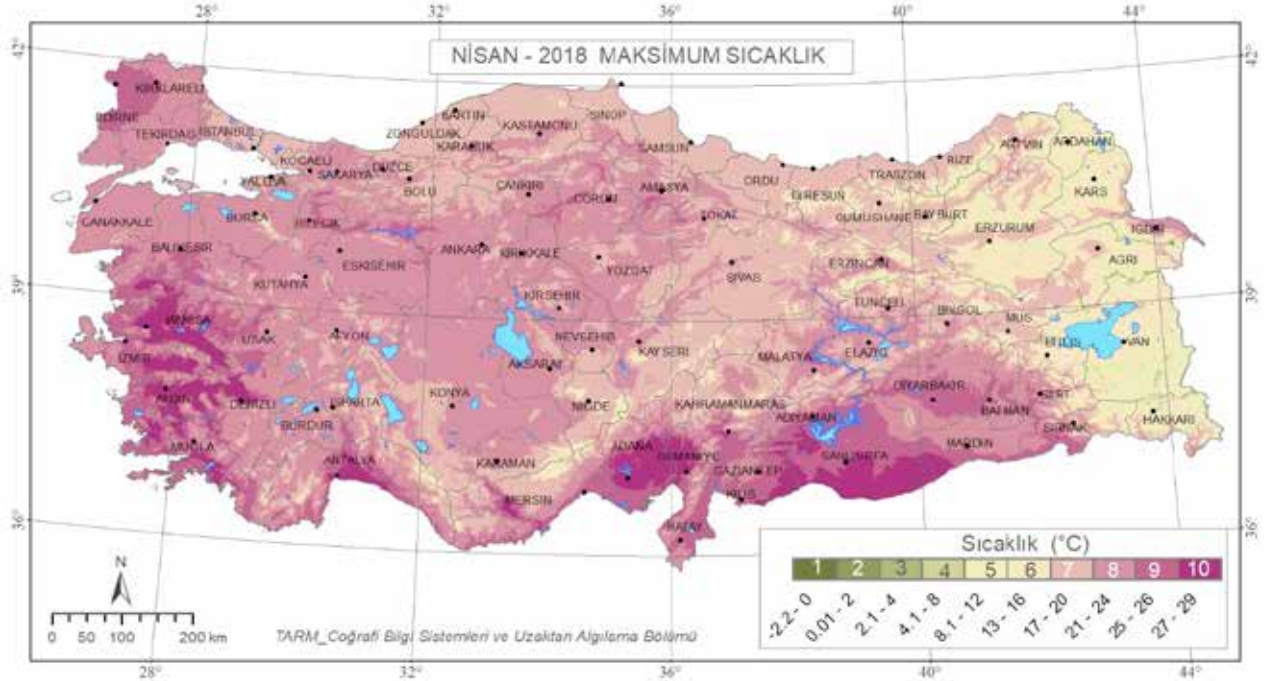 28° 32° 36° 40° 44°
42° 42°
NİSAN - 2018 MAKSİMUM SICAKLIK
KIRKLARELİ
EDİRNE
TEKİRDAĞ İSTANBUL
ZONGULDAK BARTIN KASTAMONU SİNOP
KARABÜK SAMSUN
KOCAELİ SAKARYA DÜZCE
YALOVA BOLU ÇANKIRI ÇORUM AMASYA ORDU GİRESUN TRABZON RİZE ARTVİN ARDAHAN
KARS
ÇANAKKALE BURSA BİLECİK TOKAT GÜMÜŞHANE BAYBURT ERZURUM IĞDIR
BALIKESİR ESKİŞEHİR ANKARA KIRIKKALE YOZGAT SİVAS ERZİNCAN AĞRI
39° 39°
KÜTAHYA KIRŞEHİR TUNCELİ BİNGÖL MUŞ
MANİSA UŞAK AFYON NEVŞEHİR KAYSERİ MALATYA ELAZIĞ BİTLİS VAN
İZMİR AKSARAY
AYDIN DENİZLİ ISPARTA KONYA NİĞDE KAHRAMANMARAŞ ADIYAMAN DİYARBAKIR BATMAN SİİRT
BURDUR ŞIRNAK HAKKARİ
MUĞLA ANTALYA KARAMAN ADANA OSMANİYE GAZİANTEP ŞANLIURFA MARDİN
MERSİN KİLİS
36° 36°
HATAY
Sıcaklık (°C)
1 2 3 4 5 6 7 8 9 10
-2.2 - 0 0.01 - 2 2.1 - 4 4.1 - 8 8.1 - 12 13 - 16 17 - 20 21 - 24 25 - 26 27 - 29
N
0 50 100 200 km
TARM_Coğrafi Bilgi Sistemleri ve Uzaktan Algılama Bölümü
28° 32° 36° 40° 44°